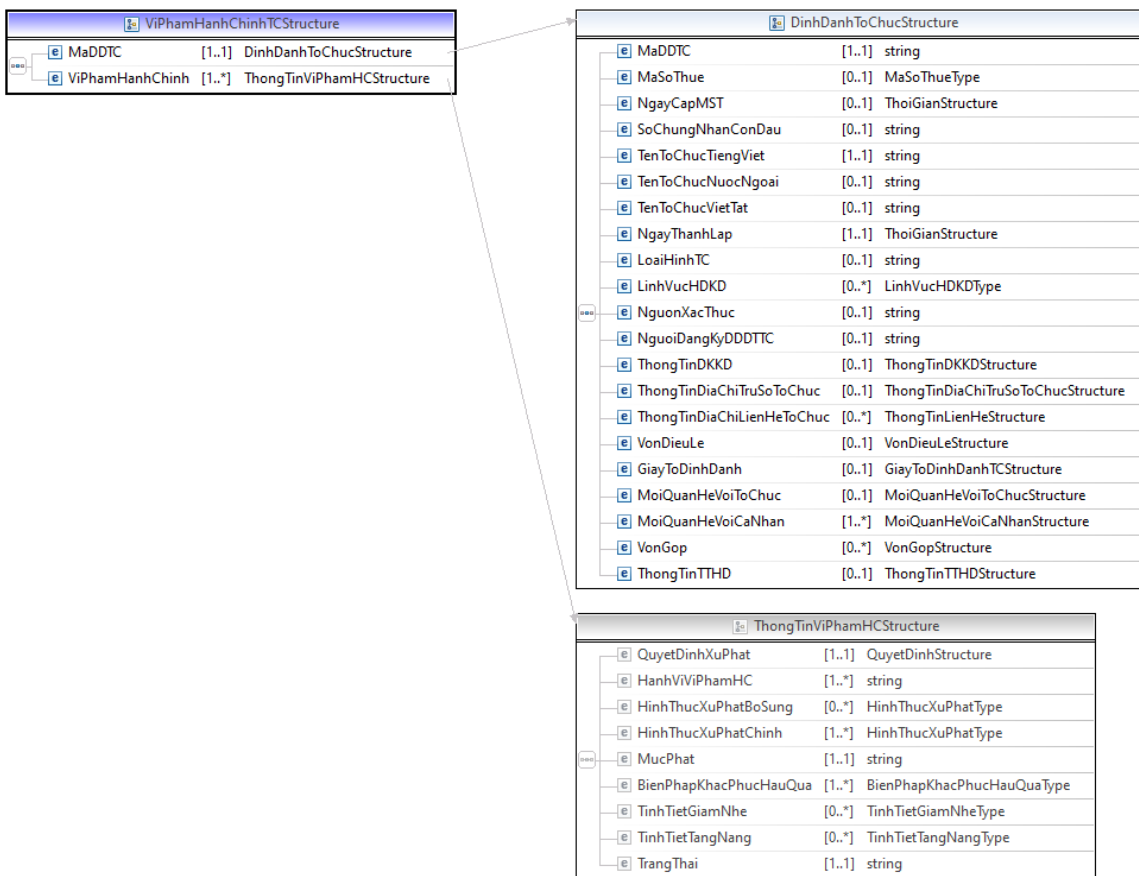 ViPhamHanhChinhTCStructure
e MaDDTC [1..1] DinhDanhToChucStructure
e ViPhamHanhChinh [1..*] ThongTinViPhamHCStructure
DinhDanhToChucStructure
e MaDDTC [1..1] string
e MaSoThue [0..1] MaSoThueType
e NgayCapMST [0..1] ThoiGianStructure
e SoChungNhanConDau [0..1] string
e TenToChucTiengViet [1..1] string
e TenToChucNuocNgoai [0..1] string
e TenToChucVietTat [0..1] string
e NgayThanhLap [1..1] ThoiGianStructure
e LoaiHinhTC [0..1] string
e LinhVucHDKD [0..*] LinhVucHDKDType
e NguonXacThuc [0..1] string
e NguoiDangKyDDDTTC [0..1] string
e ThongTinDKKD [0..1] ThongTinDKKDStructure
e ThongTinDiaChiTruSoToChuc [0..1] ThongTinDiaChiTruSoToChucStructure
e ThongTinDiaChiLienHeToChuc [0..*] ThongTinLienHeStructure
e VonDieuLe [0..1] VonDieuLeStructure
e GiayToDinhDanh [0..1] GiayToDinhDanhTCStructure
e MoiQuanHeVoiToChuc [0..1] MoiQuanHeVoiToChucStructure
e MoiQuanHeVoiCaNhan [1..*] MoiQuanHeVoiCaNhanStructure
e VonGop [0..*] VonGopStructure
e ThongTinTTHD [0..1] ThongTinTTHDStructure
ThongTinViPhamHCStructure
e QuyetDinhXuPhat [1..1] QuyetDinhStructure
e HanhViViPhamHC [1..*] string
e HinhThucXuPhatBoSung [0..*] HinhThucXuPhatType
e HinhThucXuPhatChinh [1..*] HinhThucXuPhatType
e MucPhat [1..1] string
e BienPhapKhacPhucHauQua [1..*] BienPhapKhacPhucHauQuaType
e TinhTietGiamNhe [0..*] TinhTietGiamNheType
e TinhTietTangNang [0..*] TinhTietTangNangType
e TrangThai [1..1] string